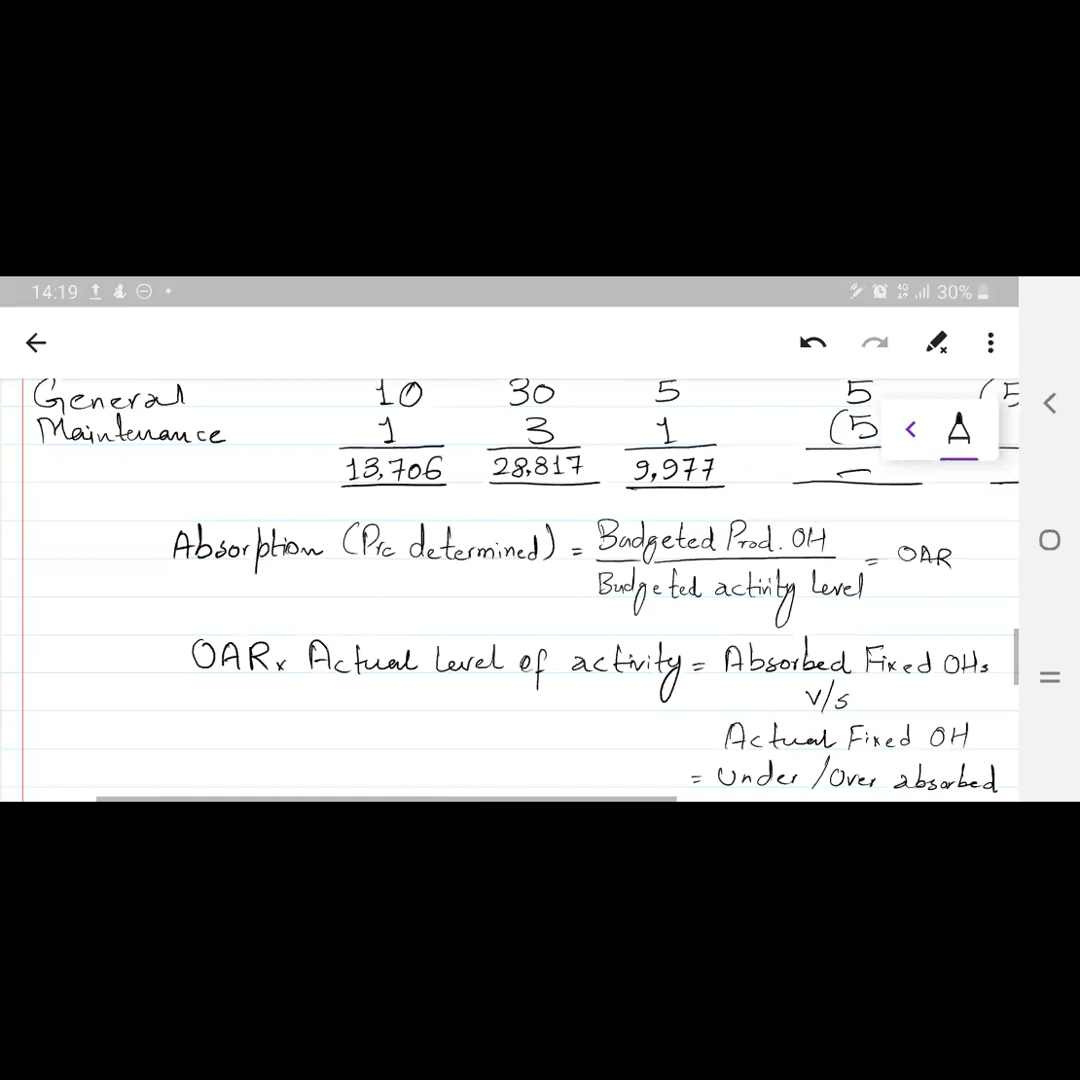 14:19 4G 30%
General 10 30 5 5 (5
Maintenance 1 3 1 (5
13,706 28,817 9,977 –
Absorption (Pre determined) = Budgeted Prod. OH / Budgeted activity Level = OAR
OAR x Actual Level of activity = Absorbed Fixed OHs
V/s
Actual Fixed OH
= Under / Over absorbed